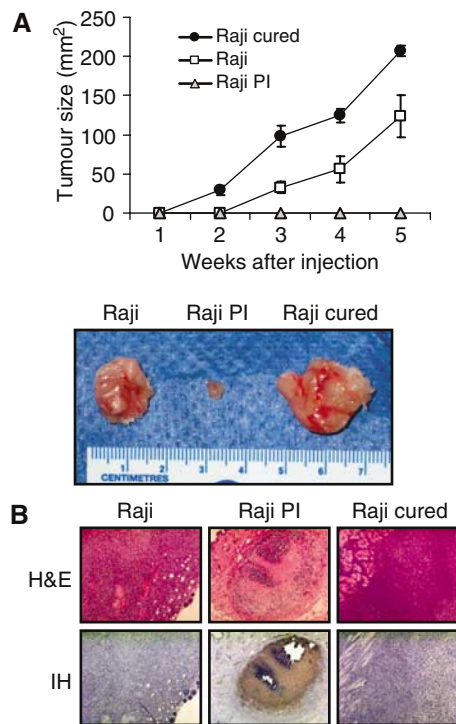 A
Tumour size (mm²)
250
200
150
100
50
0
Raji cured
Raji
Raji PI
1 2 3 4 5
Weeks after injection
Raji Raji PI Raji cured
1 2 3 4 5 6 7
CENTIMETRES
B
Raji Raji PI Raji cured
H&E
IH